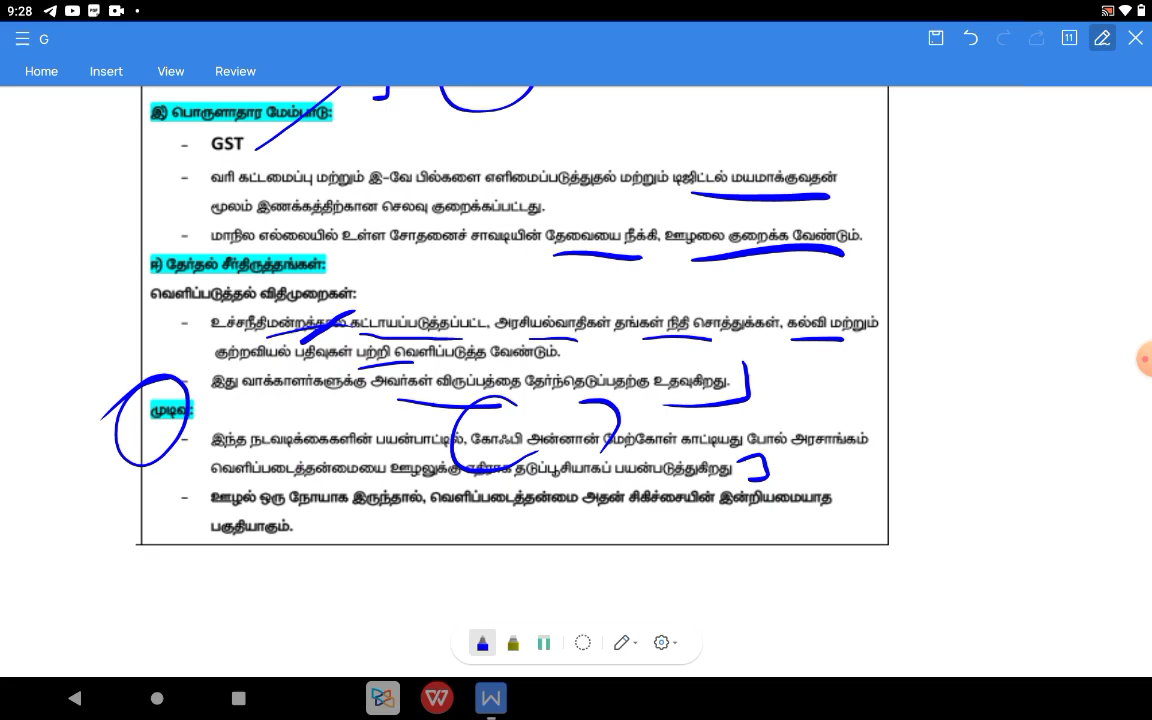 9:28
G
11
Home Insert View Review
இ) பொருளாதார மேம்பாடு:
- GST
- வரி கட்டமைப்பு மற்றும் இ-வே பில்களை எளிமைப்படுத்துதல் மற்றும் டிஜிட்டல் மயமாக்குவதன்
மூலம் இணக்கத்திற்கான செலவு குறைக்கப்பட்டது.
- மாநில எல்லையில் உள்ள சோதனைச் சாவடியின் தேவையை நீக்கி, ஊழலை குறைக்க வேண்டும்.
ஈ) தேர்தல் சீர்திருத்தங்கள்:
வெளிப்படுத்தல் விதிமுறைகள்:
- உச்சநீதிமன்றத்தால் கட்டாயப்படுத்தப்பட்ட, அரசியல்வாதிகள் தங்கள் நிதி சொத்துக்கள், கல்வி மற்றும்
குற்றவியல் பதிவுகள் பற்றி வெளிப்படுத்த வேண்டும்.
- இது வாக்காளர்களுக்கு அவர்கள் விருப்பத்தை தேர்ந்தெடுப்பதற்கு உதவுகிறது.
முடிவு:
- இந்த நடவடிக்கைகளின் பயன்பாட்டில், கோஃபி அன்னான் மேற்கோள் காட்டியது போல் அரசாங்கம்
வெளிப்படைத்தன்மையை ஊழலுக்கு எதிராக தடுப்பூசியாகப் பயன்படுத்துகிறது
- ஊழல் ஒரு நோயாக இருந்தால், வெளிப்படைத்தன்மை அதன் சிகிச்சையின் இன்றியமையாத
பகுதியாகும்.